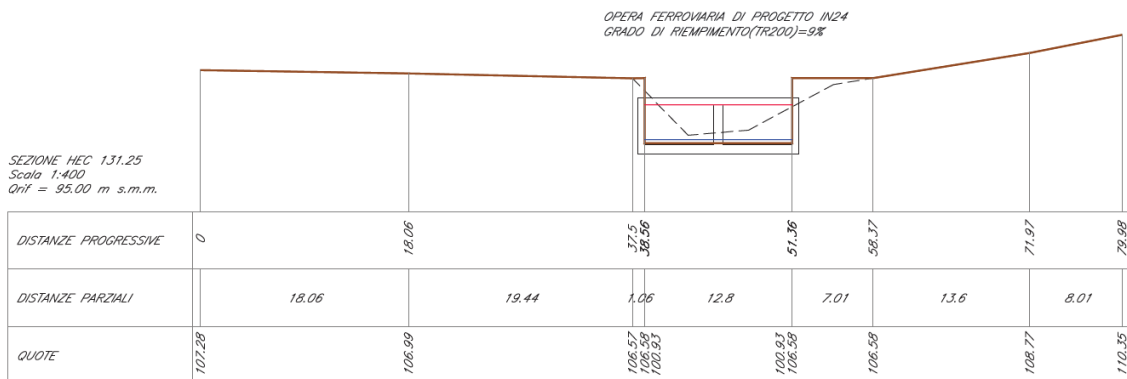 OPERA FERROVIARIA DI PROGETTO IN24
GRADO DI RIEMPIMENTO(TR200)=9%
SEZIONE HEC 131.25
Scala 1:400
Qrif = 95.00 m s.m.m.
DISTANZE PROGRESSIVE 0 18.06 37.5 38.56 51.36 58.37 71.97 79.98
DISTANZE PARZIALI 18.06 19.44 1.06 12.8 7.01 13.6 8.01
QUOTE 107.28 106.99 106.57 106.58 100.93 100.93 106.58 106.58 108.77 110.35